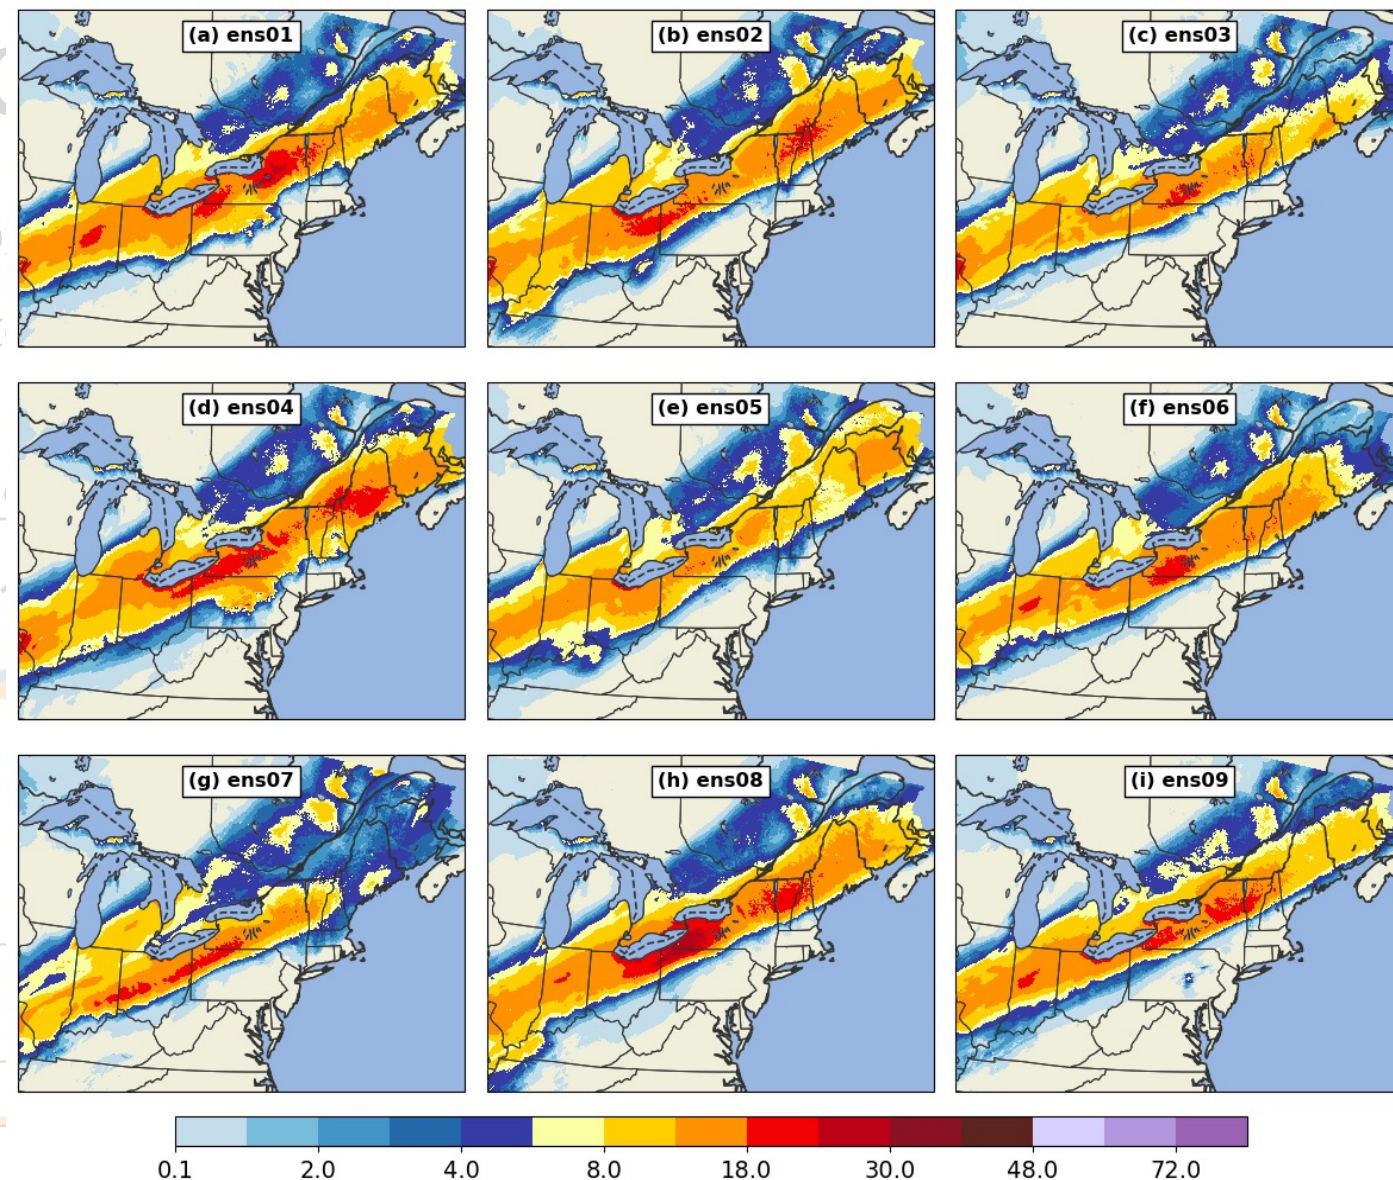 (a) ens01
(b) ens02
(c) ens03
(d) ens04
(e) ens05
(f) ens06
(g) ens07
(h) ens08
(i) ens09
0.1 2.0 4.0 8.0 18.0 30.0 48.0 72.0